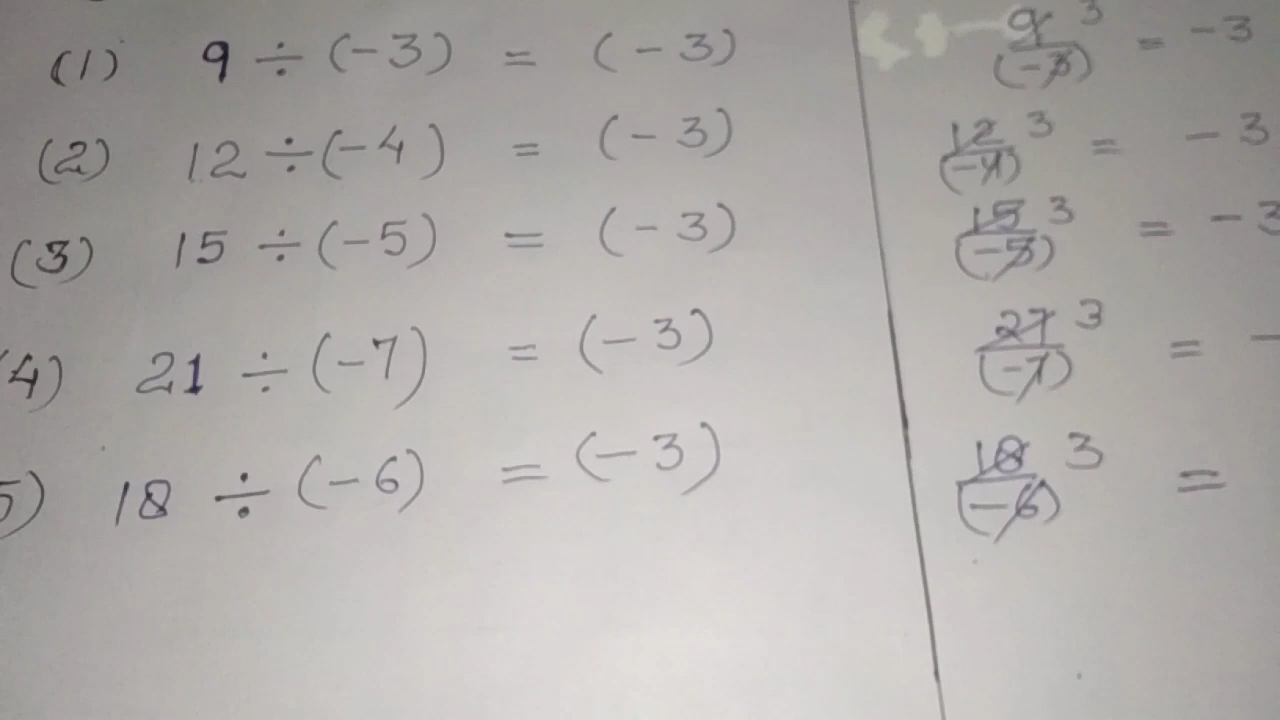 (1) 9 ÷ (-3) = (-3)
(2) 12 ÷ (-4) = (-3)
(3) 15 ÷ (-5) = (-3)
4) 21 ÷ (-7) = (-3)
5) 18 ÷ (-6) = (-3)
9/(-3) 3 = -3
12/(-4) 3 = -3
15/(-5) 3 = -3
27/(-7) 3 = -
18/(-6) 3 =